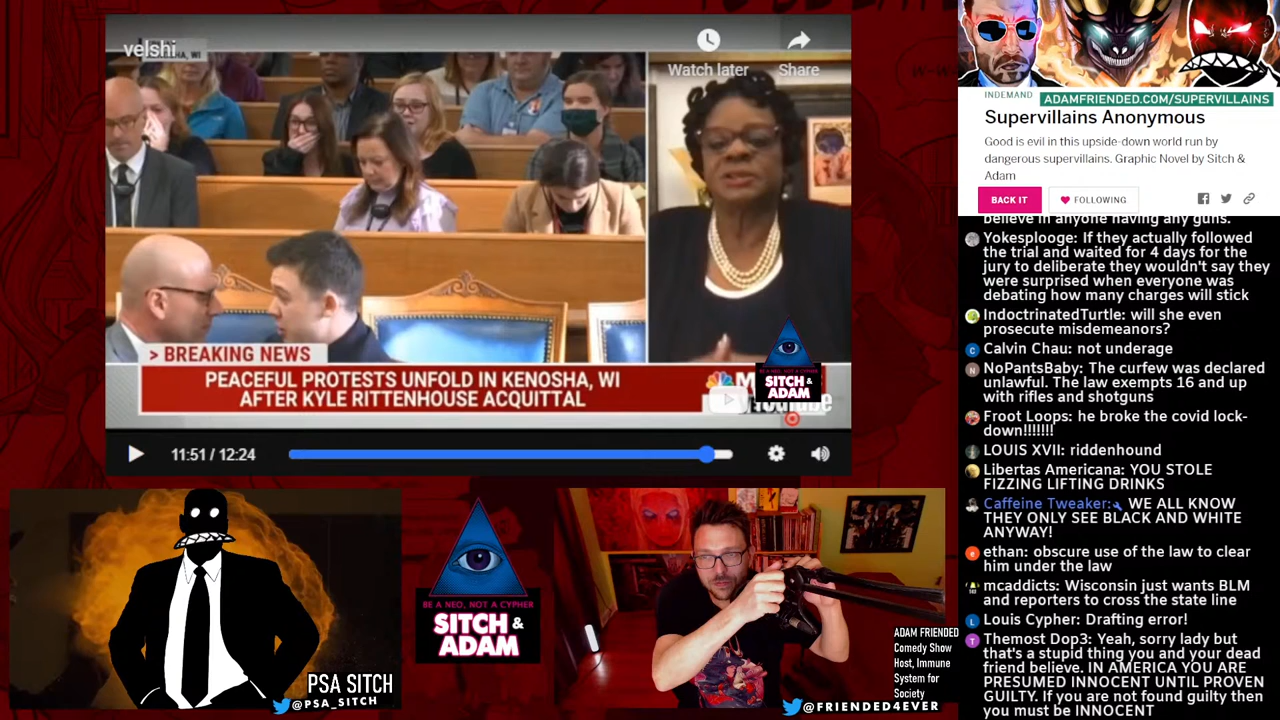 velshi
WI
Watch later
Share
> BREAKING NEWS
PEACEFUL PROTESTS UNFOLD IN KENOSHA, WI
AFTER KYLE RITTENHOUSE ACQUITTAL
SITCH &
ADAM
YouTube
11:51 / 12:24
INDEMAND
ADAMFRIENDED.COM/SUPERVILLAINS
Supervillains Anonymous
Good is evil in this upside-down world run by
dangerous supervillains. Graphic Novel by Sitch &
Adam
BACK IT
FOLLOWING
believe in anyone having any guns.
Yokesplooge: If they actually followed
the trial and waited for 4 days for the
jury to deliberate they wouldn't say they
were surprised when everyone was
debating how many charges will stick
IndoctrinatedTurtle: will she even
prosecute misdemeanors?
C
Calvin Chau: not underage
N
NoPantsBaby: The curfew was declared
unlawful. The law exempts 16 and up
with rifles and shotguns
Froot Loops: he broke the covid lock-
down!!!!!!!
LOUIS XVII: riddenhound
Libertas Americana: YOU STOLE
FIZZING LIFTING DRINKS
Caffeine Tweaker: WE ALL KNOW
THEY ONLY SEE BLACK AND WHITE
ANYWAY!
e
ethan: obscure use of the law to clear
him under the law
mcaddicts: Wisconsin just wants BLM
and reporters to cross the state line
L
Louis Cypher: Drafting error!
T
Themost Dop3: Yeah, sorry lady but
that's a stupid thing you and your dead
friend believe. IN AMERICA YOU ARE
PRESUMED INNOCENT UNTIL PROVEN
GUILTY. If you are not found guilty then
you must be INNOCENT
PSA SITCH
@PSA_SITCH
BE A NEO, NOT A CYPHER
SITCH &
ADAM
ADAM FRIENDED
Comedy Show
Host, Immune
System for
Society
@FRIENDED4EVER